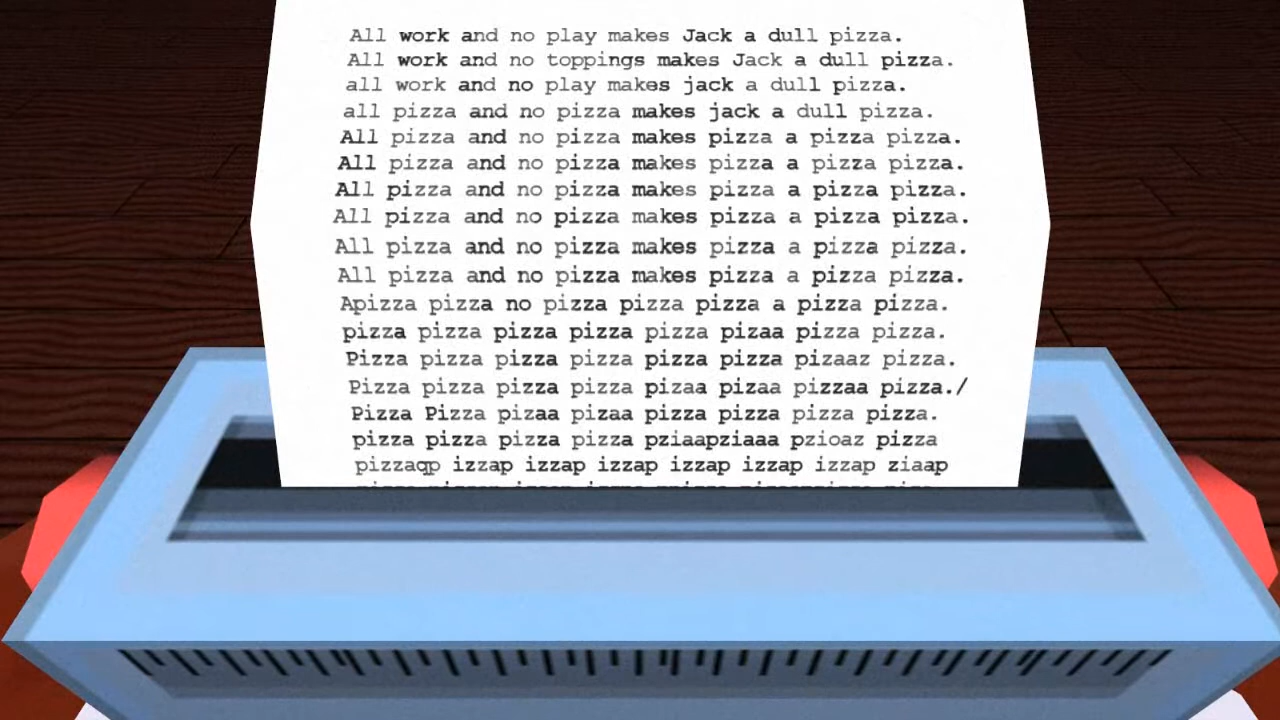 All work and no play makes Jack a dull pizza.
All work and no toppings makes Jack a dull pizza.
all work and no play makes jack a dull pizza.
all pizza and no pizza makes jack a dull pizza.
All pizza and no pizza makes pizza a pizza pizza.
All pizza and no pizza makes pizza a pizza pizza.
All pizza and no pizza makes pizza a pizza pizza.
All pizza and no pizza makes pizza a pizza pizza.
All pizza and no pizza makes pizza a pizza pizza.
All pizza and no pizza makes pizza a pizza pizza.
Apizza pizza no pizza pizza pizza a pizza pizza.
pizza pizza pizza pizza pizza pizaa pizza pizza.
Pizza pizza pizza pizza pizza pizza pizaaz pizza.
Pizza pizza pizza pizza pizaa pizaa pizzaa pizza./
Pizza Pizza pizaa pizaa pizza pizza pizza pizza.
pizza pizza pizza pizza pziaapziaaa pzioaz pizza
pizzaqp izzap izzap izzap izzap izzap izzap ziaap